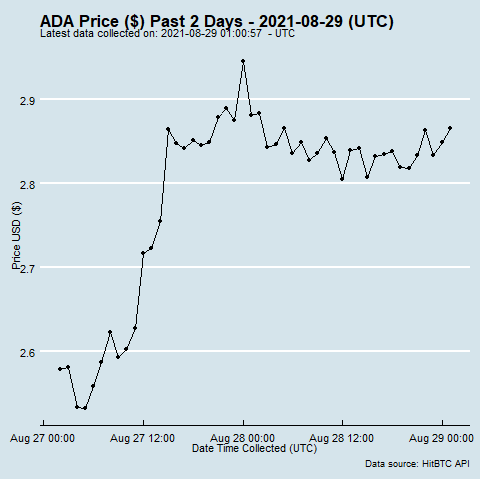 ADA Price ($) Past 2 Days - 2021-08-29 (UTC)
Latest data collected on: 2021-08-29 01:00:57 - UTC
2.9
2.8
2.7
2.6
Price USD ($)
Aug 27 00:00 Aug 27 12:00 Aug 28 00:00 Aug 28 12:00 Aug 29 00:00
Date Time Collected (UTC)
Data source: HitBTC API